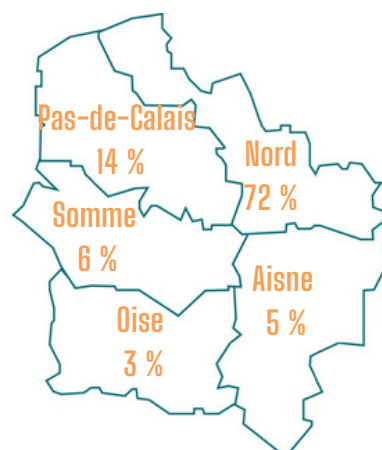 Pas-de-Calais
14 %
Nord
72 %
Somme
6 %
Aisne
5 %
Oise
3 %